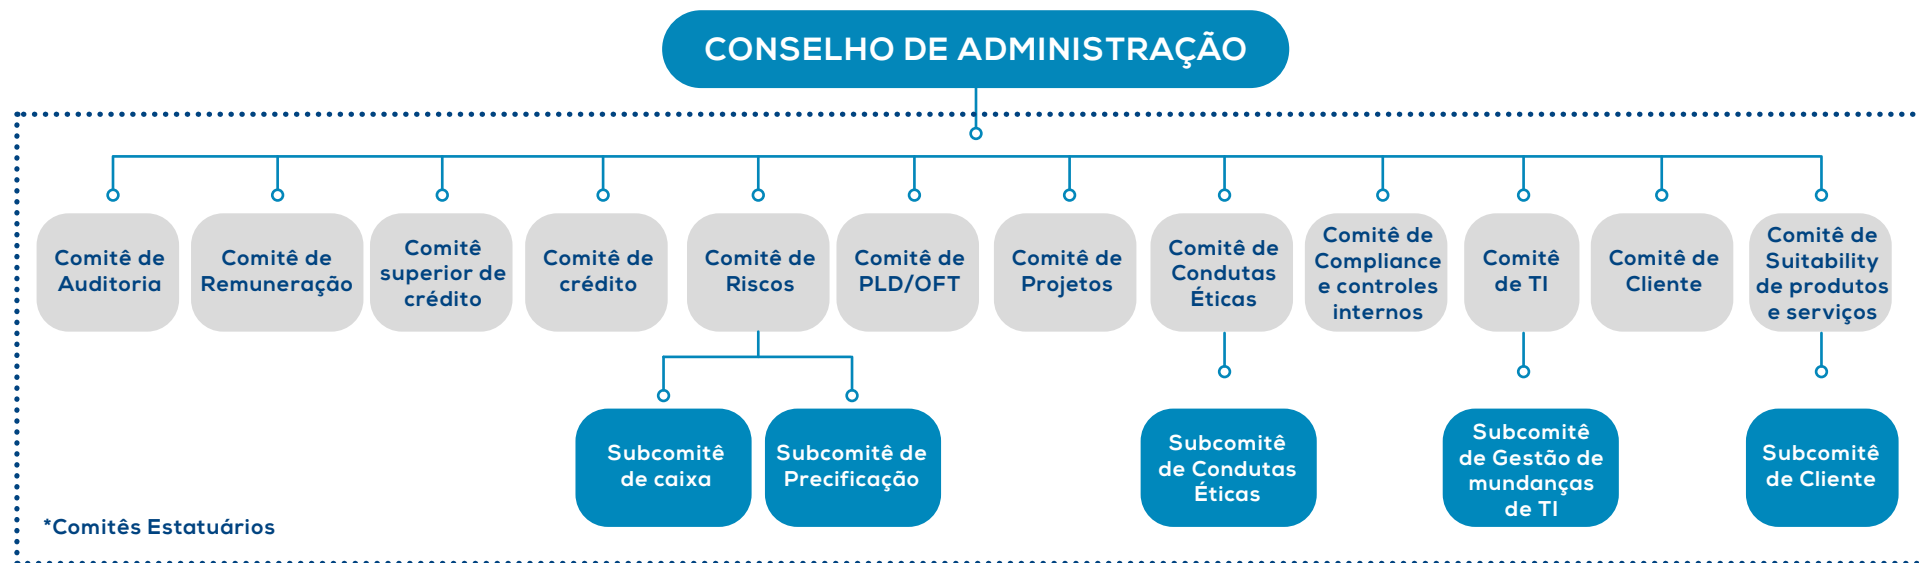 CONSELHO DE ADMINISTRAÇÃO
Comitê de
Auditoria
Comitê de
Remuneração
Comitê
superior de
crédito
Comitê de
crédito
Comitê de
Riscos
Comitê de
PLD/OFT
Comitê de
Projetos
Comitê de
Condutas
Éticas
Comitê de
Compliance
e controles
internos
Comitê
de TI
Comitê de
Cliente
Comitê de
Suitability
de produtos
e serviços
Subcomitê
de caixa
Subcomitê de
Precificação
Subcomitê
de Condutas
Éticas
Subcomitê
de Gestão de
mundanças
de TI
Subcomitê
de Cliente
*Comitês Estatuários